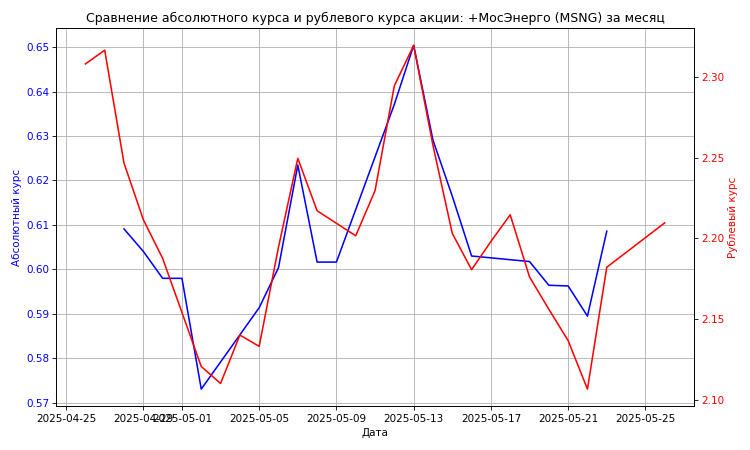 Сравнение абсолютного курса и рублевого курса акции: +МосЭнерго (MSNG) за месяц
0.65
0.64
0.63
0.62
0.61
0.60
0.59
0.58
0.57
Абсолютный курс
2.30
2.25
2.20
2.15
2.10
Рублевый курс
2025-04-25 2025-04-29 2025-05-01 2025-05-05 2025-05-09 2025-05-13 2025-05-17 2025-05-21 2025-05-25
Дата